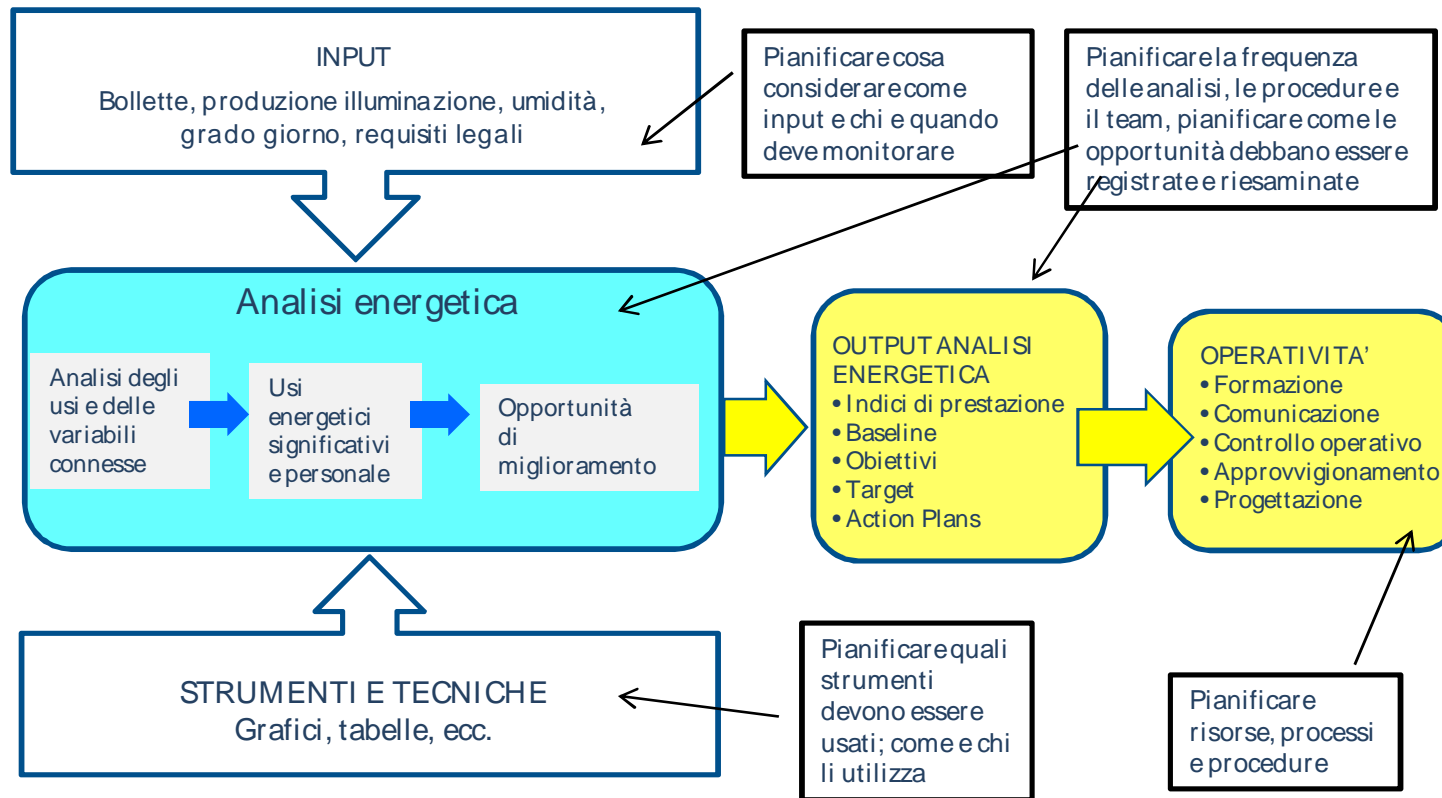 INPUT
Bollette, produzione illuminazione, umidità,
grado giorno, requisiti legali
Pianificare cosa
considerare come
input e chi e quando
deve monitorare
Pianificare la frequenza
delle analisi, le procedure e
il team, pianificare come le
opportunità debbano essere
registrate e riesaminate
Analisi energetica
Analisi degli
usi e delle
variabili
connesse
Usi
energetici
significativi
e personale
Opportunità
di
miglioramento
OUTPUT ANALISI
ENERGETICA
• Indici di prestazione
• Baseline
• Obiettivi
• Target
• Action Plans
OPERATIVITA’
• Formazione
• Comunicazione
• Controllo operativo
• Approvvigionamento
• Progettazione
STRUMENTI E TECNICHE
Grafici, tabelle, ecc.
Pianificare quali
strumenti
devono essere
usati; come e chi
li utilizza
Pianificare
risorse, processi
e procedure